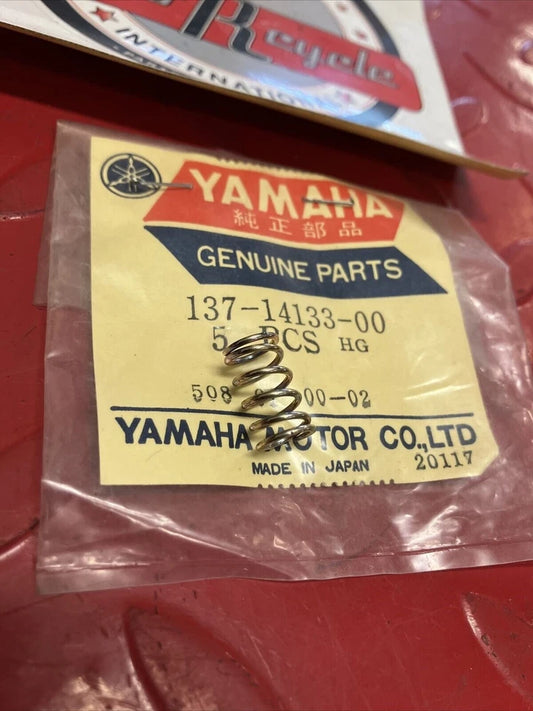 Rcycle
INTERNATION
YAMAHA
純正部品
GENUINE PARTS
137-14133-00
5 PCS HG
508 00-02
YAMAHA MOTOR CO.,LTD
MADE IN JAPAN 20117